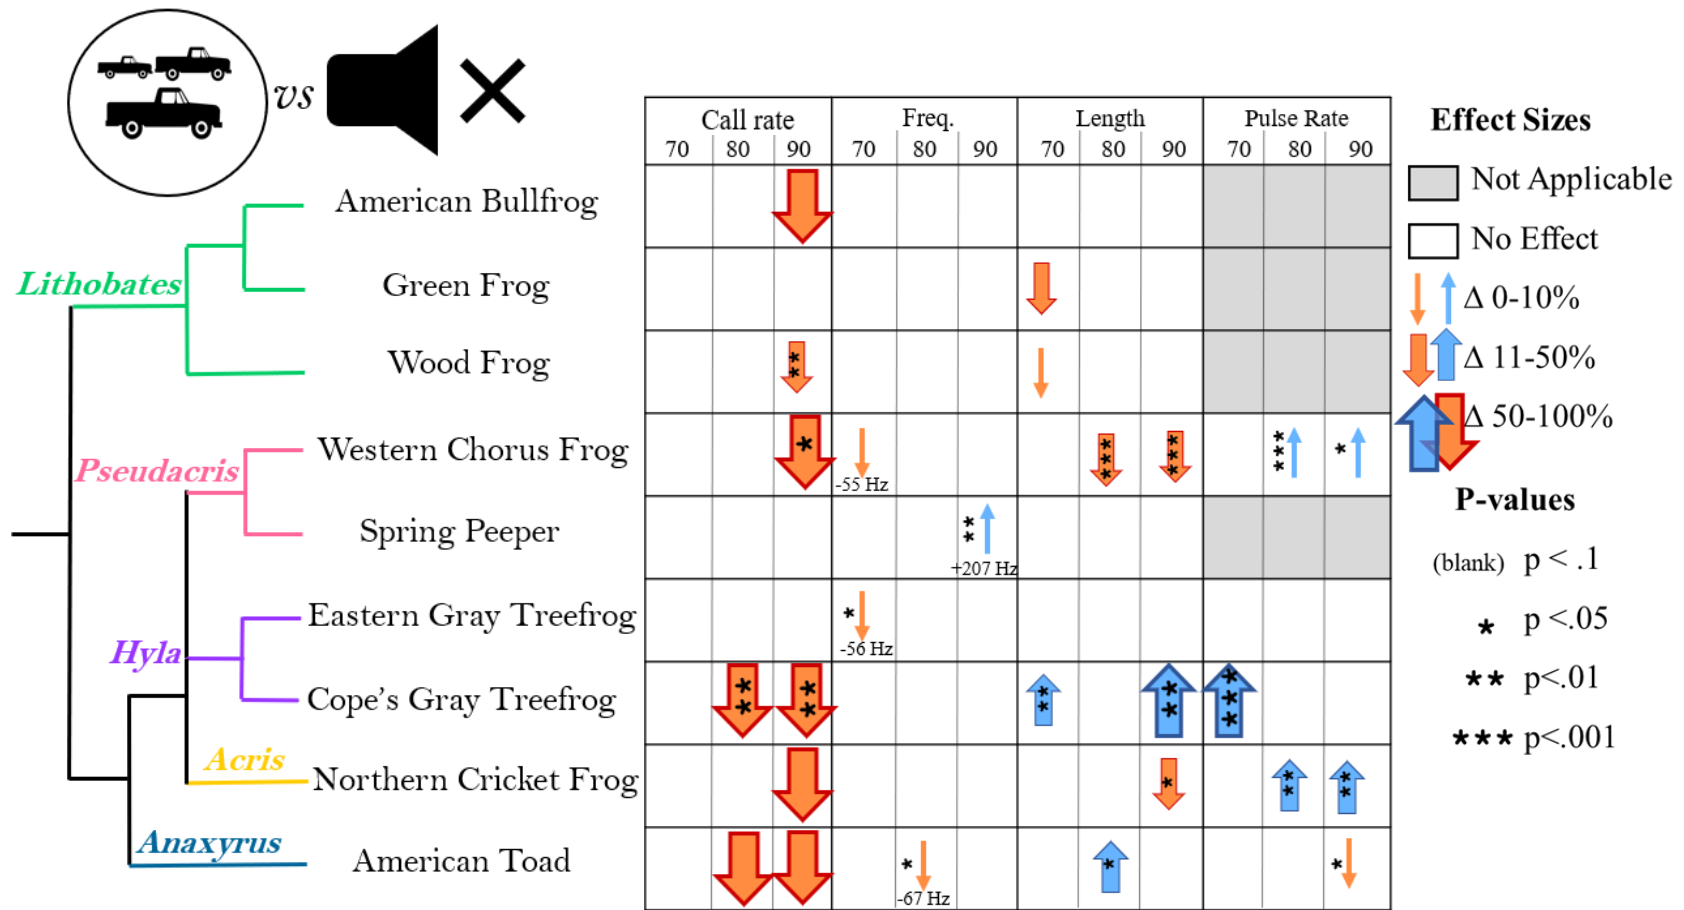 vs
Call rate Freq. Length Pulse Rate
70 80 90 70 80 90 70 80 90 70 80 90
American Bullfrog
Lithobates
Green Frog
Wood Frog
** 
Pseudacris
Western Chorus Frog
* -55 Hz *** *** *** *
Spring Peeper
** +207 Hz
Eastern Gray Treefrog
* -56 Hz
Hyla
Cope's Gray Treefrog
** ** ** ** ***
Acris
Northern Cricket Frog
* ** **
Anaxyrus
American Toad
* -67 Hz * *
Effect Sizes
Not Applicable
No Effect
Δ 0-10%
Δ 11-50%
Δ 50-100%
P-values
(blank) p < .1
* p <.05
** p<.01
*** p<.001